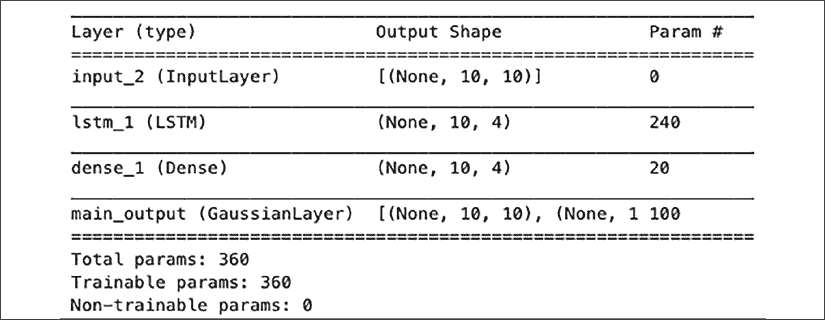 Layer (type) Output Shape Param #
=================================================================
input_2 (InputLayer) [(None, 10, 10)] 0
lstm_1 (LSTM) (None, 10, 4) 240
dense_1 (Dense) (None, 10, 4) 20
main_output (GaussianLayer) [(None, 10, 10), (None, 1 100
=================================================================
Total params: 360
Trainable params: 360
Non-trainable params: 0